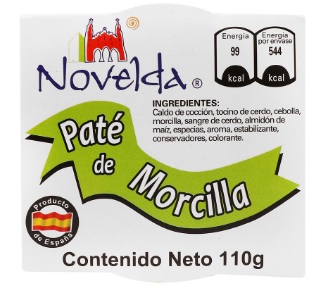 Novelda ®
Energía
99
kcal
Energía
por envase
544
kcal
INGREDIENTES:
Caldo de cocción, tocino de cerdo, cebolla,
morcilla, sangre de cerdo, almidón de
maíz, especias, aroma, estabilizante,
conservadores, colorante.
Paté
de
Morcilla
Producto
de España
Contenido Neto 110g